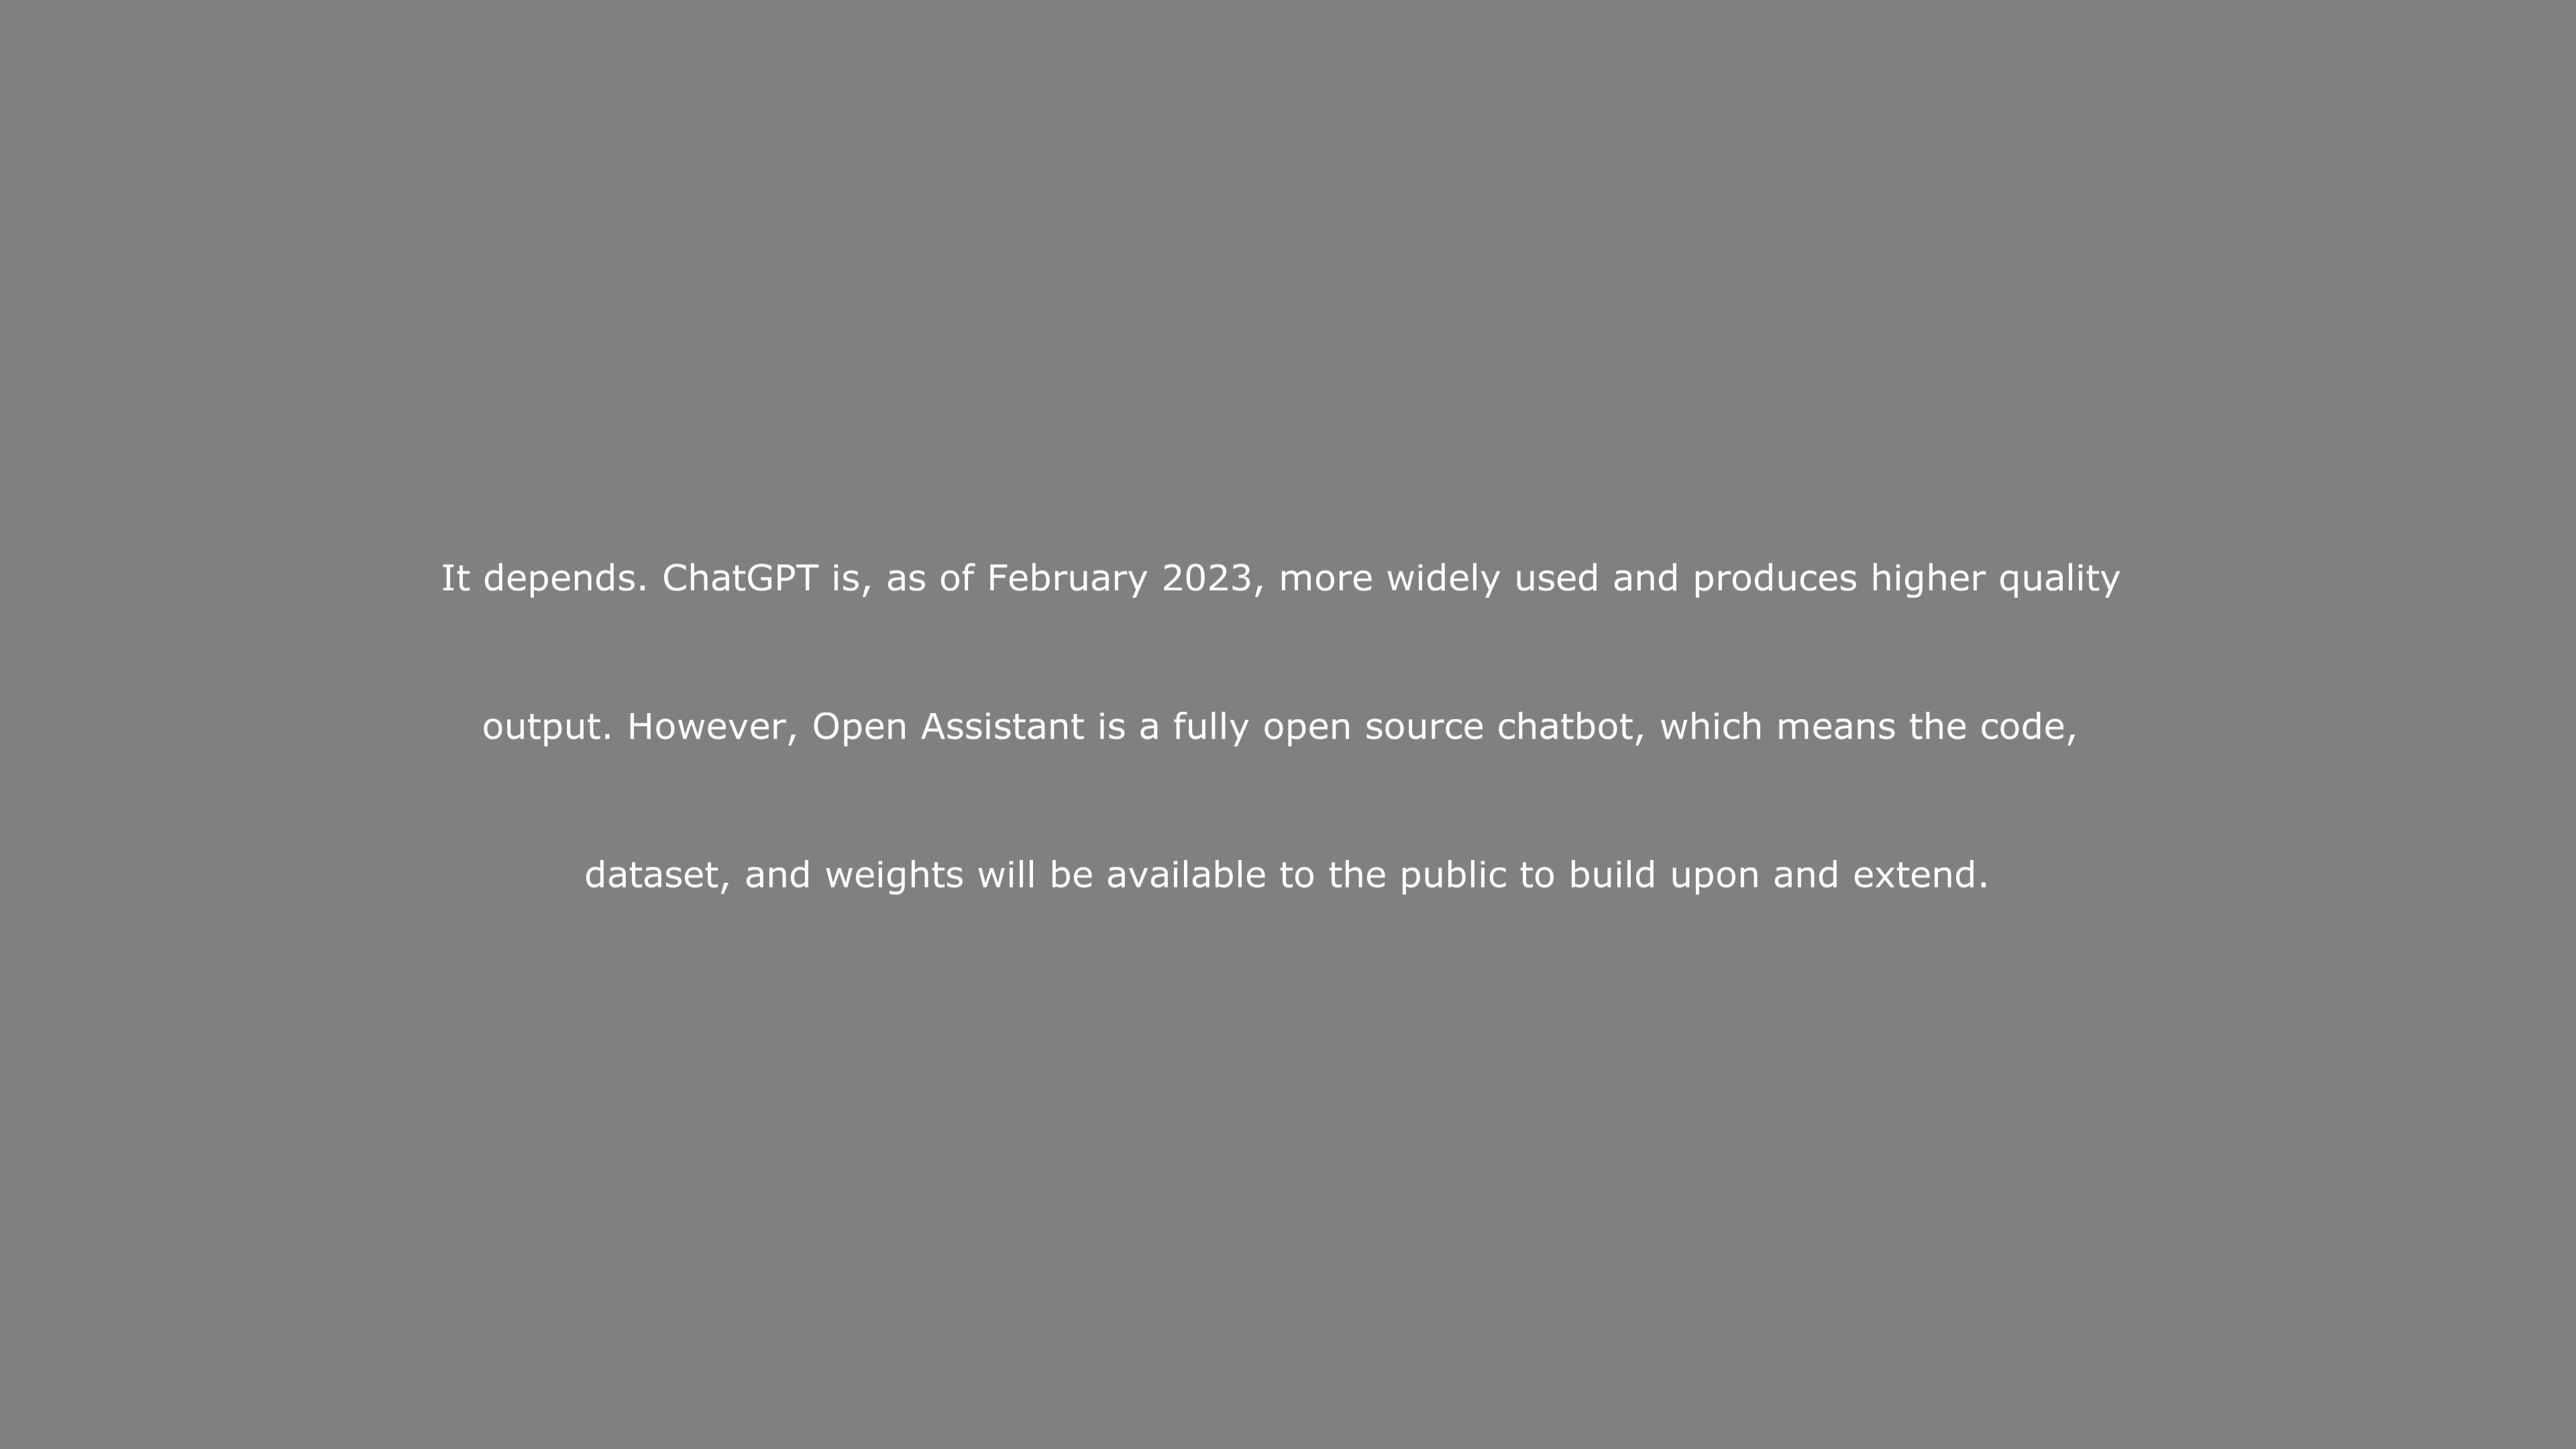 It depends. ChatGPT is, as of February 2023, more widely used and produces higher quality
output. However, Open Assistant is a fully open source chatbot, which means the code,
dataset, and weights will be available to the public to build upon and extend.